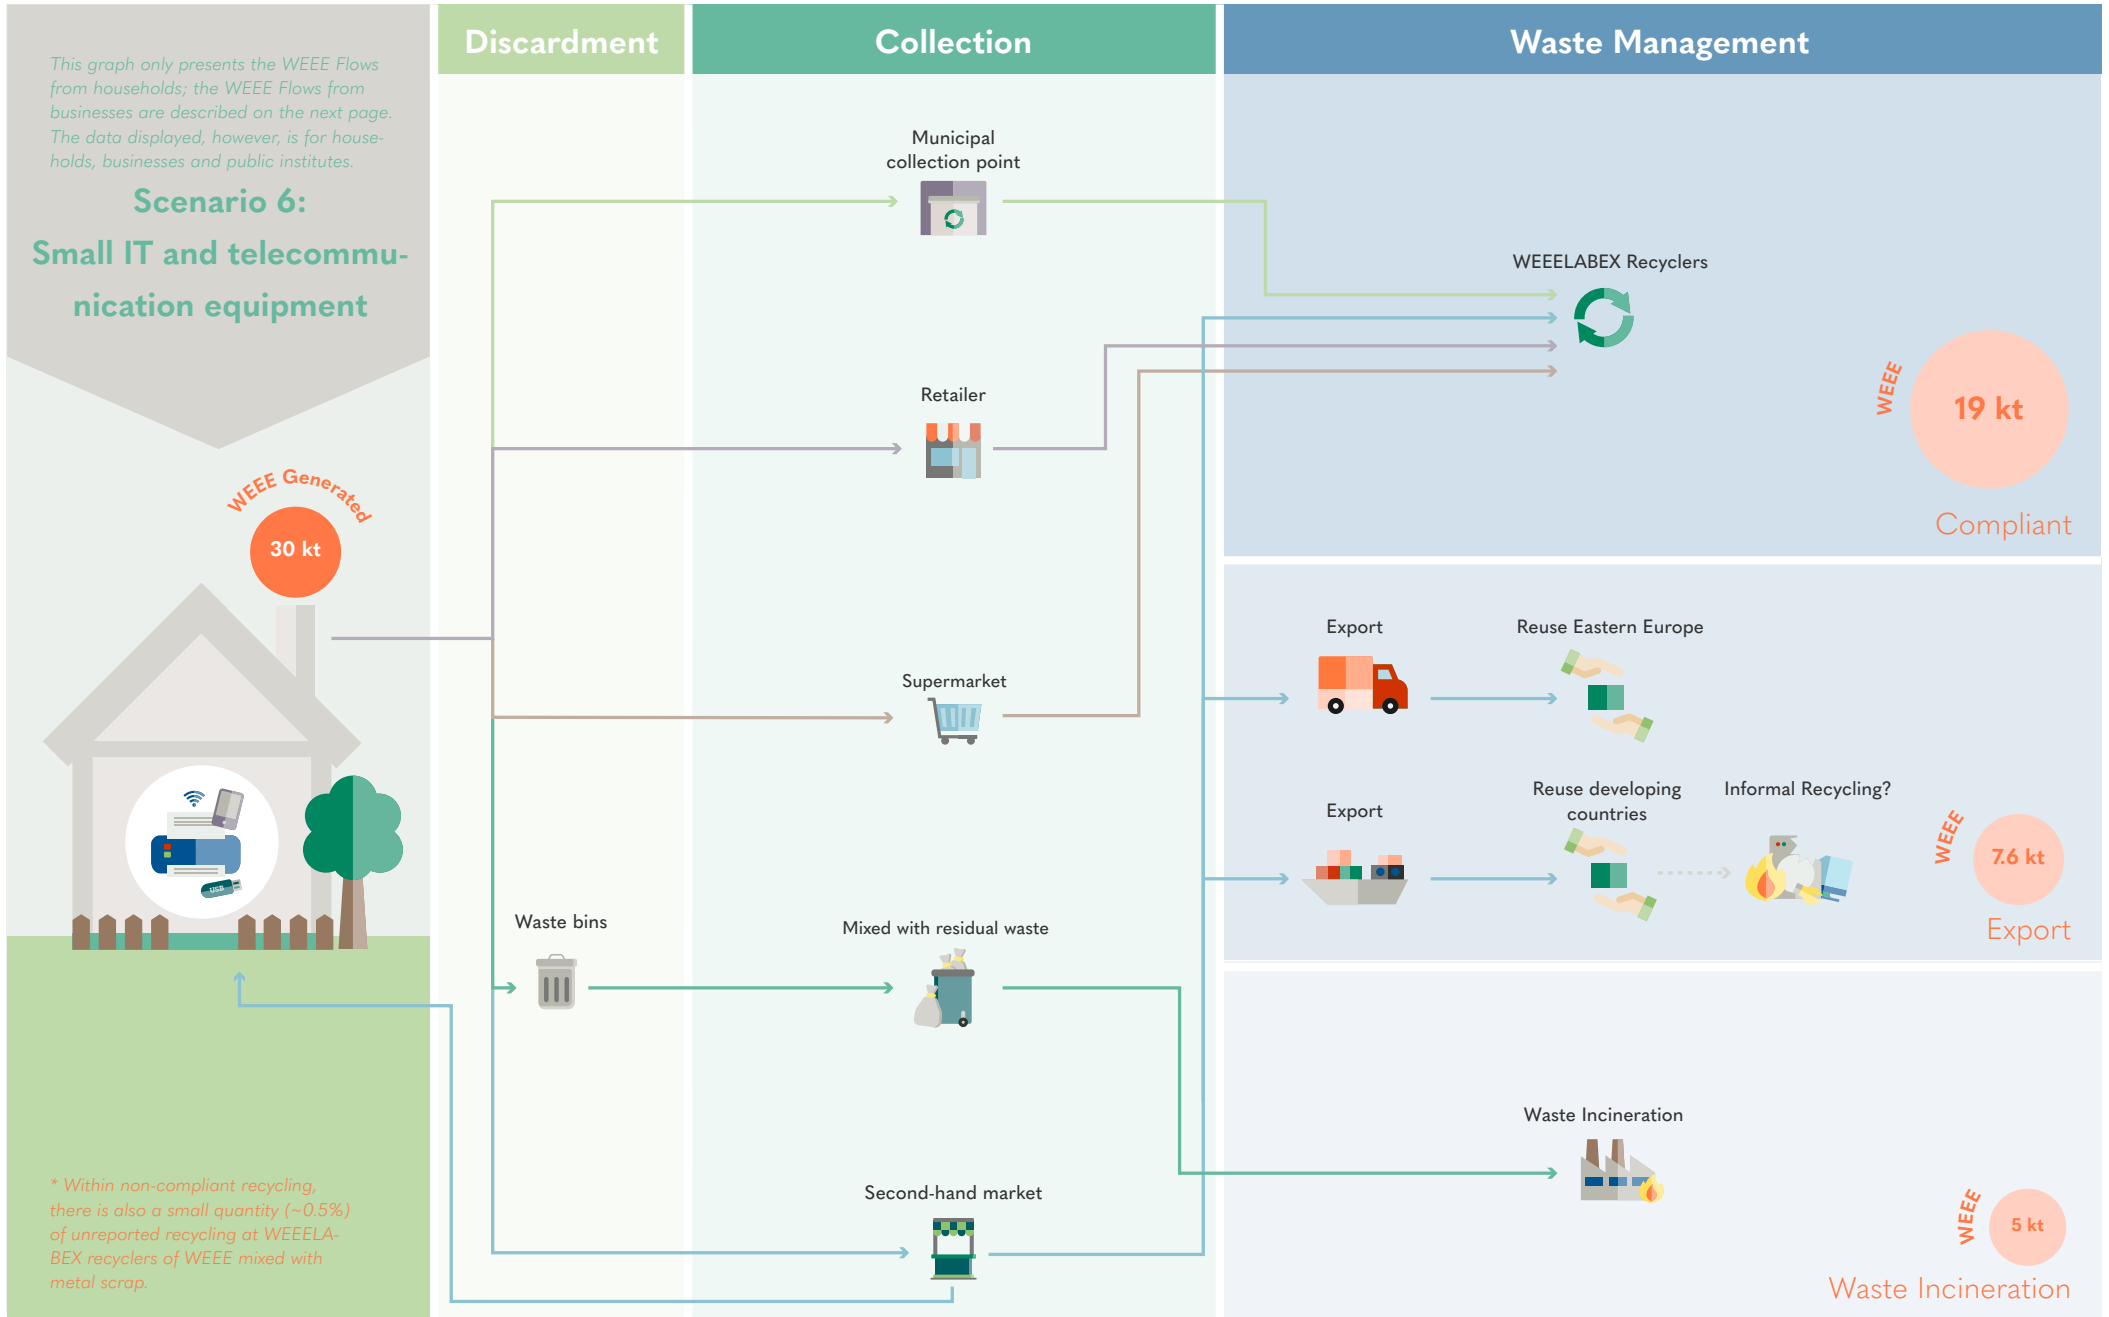 This graph only presents the WEEE Flows
from households; the WEEE Flows from
businesses are described on the next page.
The data displayed, however, is for house-
holds, businesses and public institutes.
Scenario 6:
Small IT and telecommu-
nication equipment
WEEE Generated
30 kt
USB
* Within non-compliant recycling,
there is also a small quantity (~0.5%)
of unreported recycling at WEEELA-
BEX recyclers of WEEE mixed with
metal scrap.
Discardment
Waste bins
Collection
Municipal
collection point
Retailer
Supermarket
Mixed with residual waste
Second-hand market
Waste Management
WEEELABEX Recyclers
WEEE
19 kt
Compliant
Export
Reuse Eastern Europe
Export
Reuse developing
countries
Informal Recycling?
WEEE
7.6 kt
Export
Waste Incineration
WEEE
5 kt
Waste Incineration